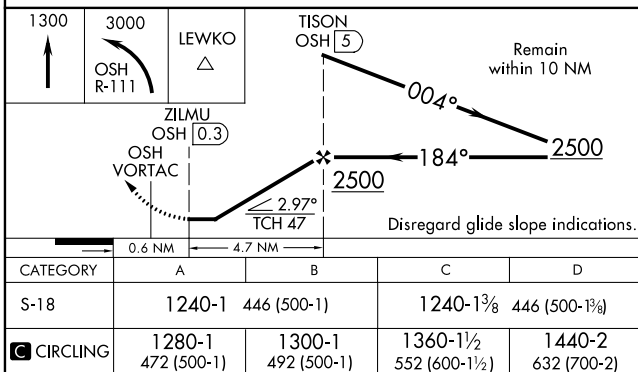 1300
3000
OSH
R-111
LEWKO
TISON
OSH 5
Remain
within 10 NM
004°
ZILMU
OSH 0.3
OSH
VORTAC
184°
2500
2500
2.97°
TCH 47
Disregard glide slope indications.
0.6 NM
4.7 NM
CATEGORY A B C D
S-18 1240-1 446 (500-1) 1240-1⅜ 446 (500-1⅜)
C CIRCLING 1280-1 1300-1 1360-1½ 1440-2
472 (500-1) 492 (500-1) 552 (600-1½) 632 (700-2)